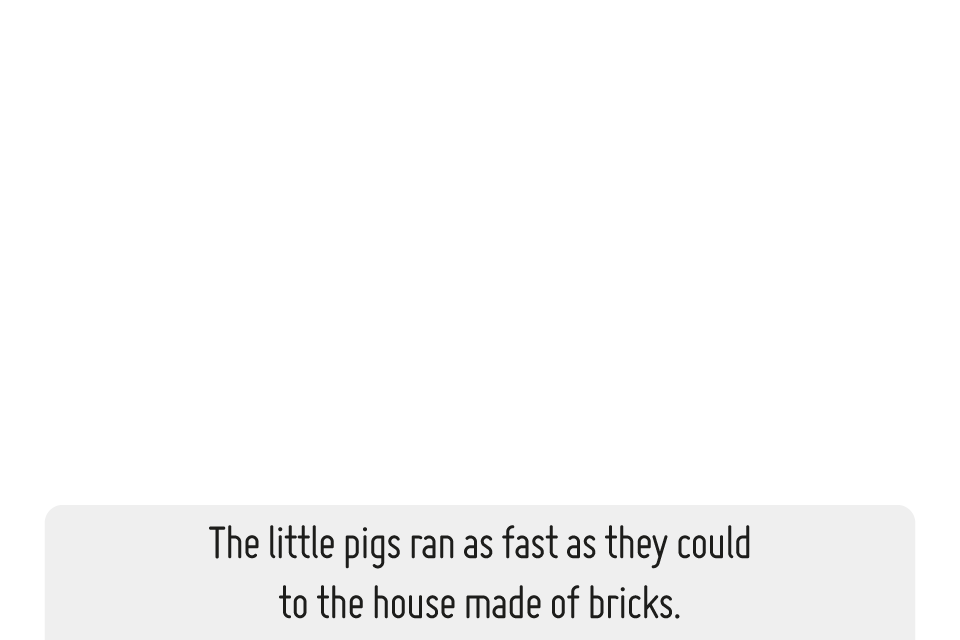 The little pigs ran as fast as they could
to the house made of bricks.